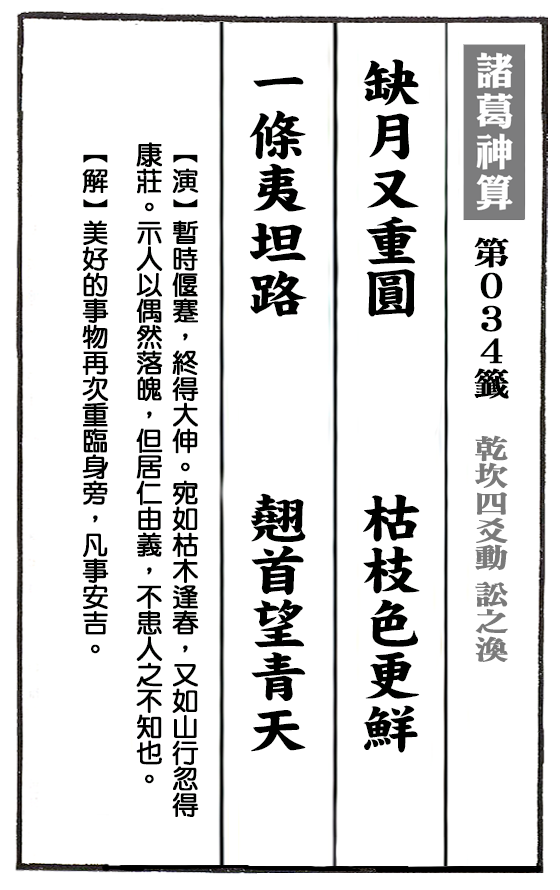 諸葛神算 第034籤 乾坎四爻動 訟之渙
缺月又重圓 枯枝色更鮮
一條夷坦路 翹首望青天
【演】暫時偃蹇,終得大伸。宛如枯木逢春,又如山行忽得
康莊。示人以偶然落魄,但居仁由義,不患人之不知也。
【解】美好的事物再次重臨身旁,凡事安吉。